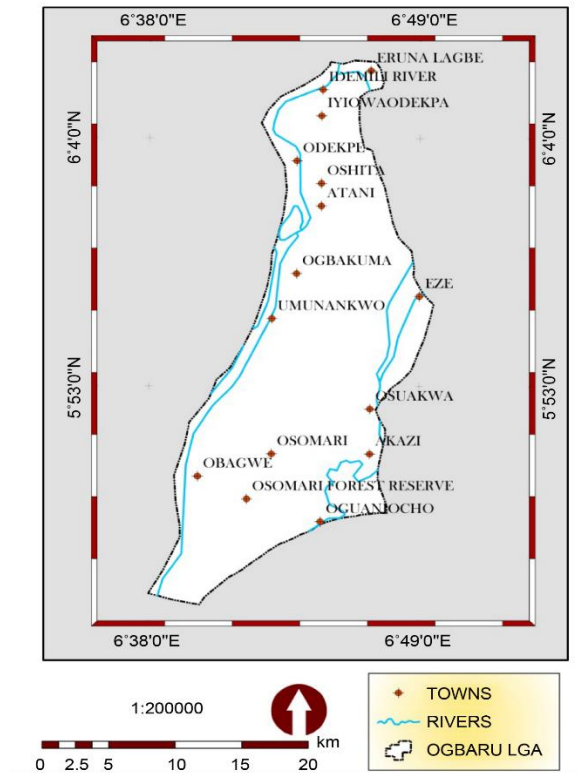 6°38'0"E 6°49'0"E
ERUNA LAGBE
IDEMILI RIVER
IYIOWAODEKPA
6°4'0"N 6°4'0"N
ODEKPE
OSHITA
ATANI
OGBAKUMA
EZE
UMUNANKWO
5°53'0"N 5°53'0"N
OSUAKWA
OSOMARI AKAZI
OBAGWE
OSOMARI FOREST RESERVE
OGUANIOCHO
6°38'0"E 6°49'0"E
1:200000
km
0 2.5 5 10 15 20
TOWNS
RIVERS
OGBARU LGA